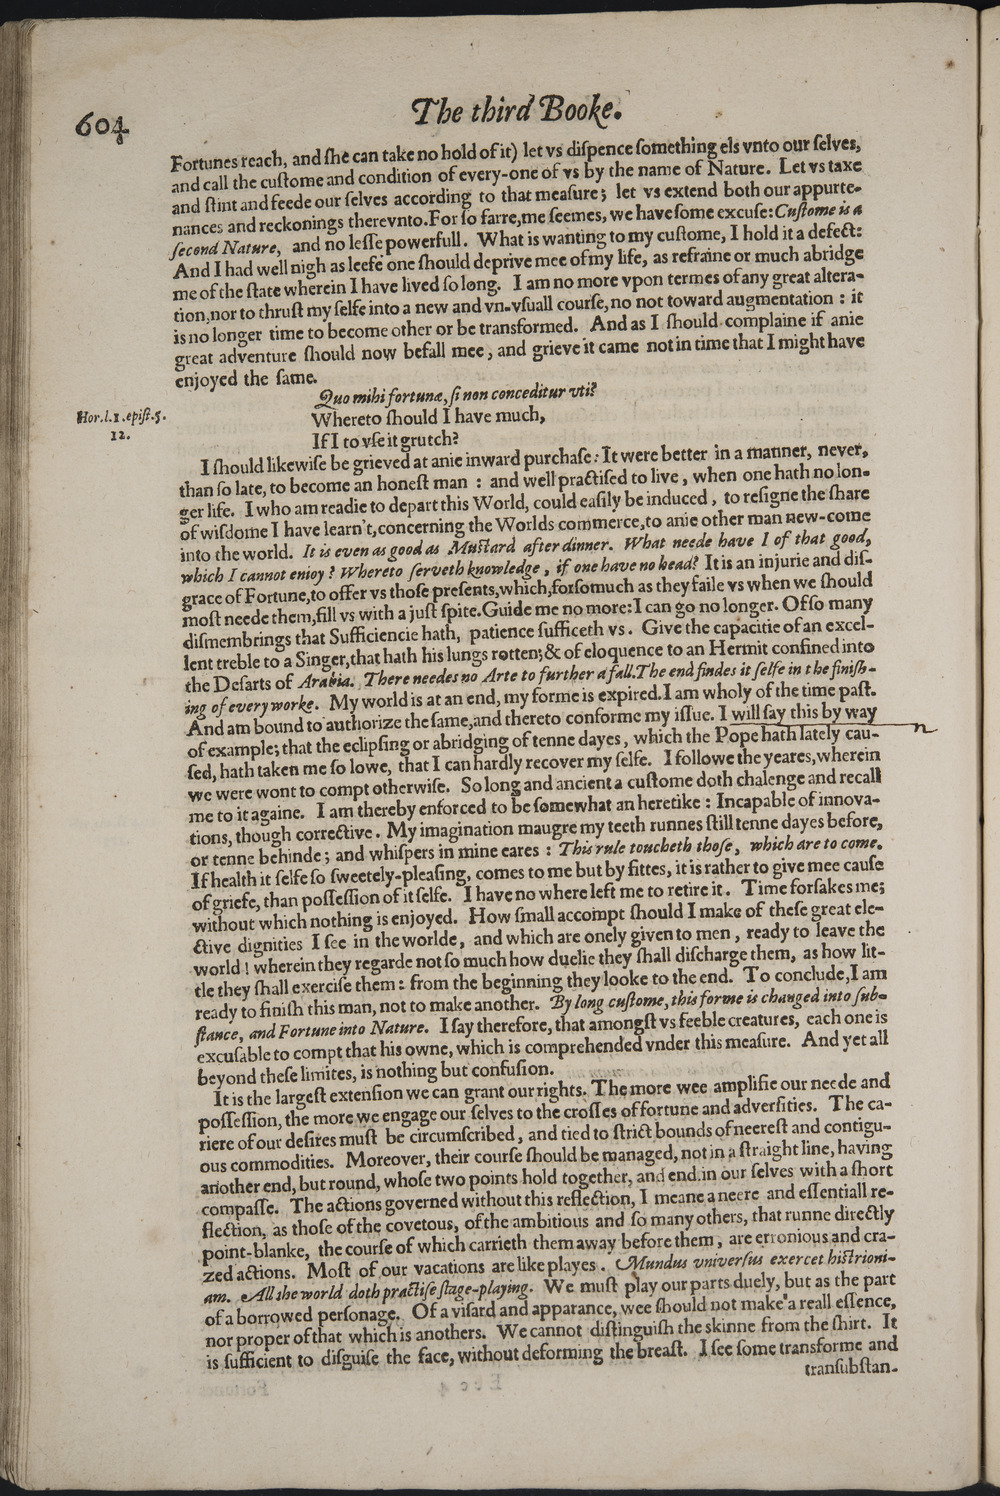 604
The third Booke.
Fortunes reach, and ſhe can take no hold of it) let vs diſpence ſomething els vnto our ſelves,
and call the cuſtome and condition of every-one of vs by the name of Nature. Let vs taxe
and ſtint and feede our ſelves according to that meaſure; let vs extend both our appurte-
nances and reckonings therevnto. For ſo farre, me ſeemes, we have ſome excuſe: Cuſtome is a
ſecond Nature, and no leſſe powerfull. What is wanting to my cuſtome, I hold it a defect:
And I had well nigh as leefe one ſhould deprive mee of my life, as refraine or much abridge
me of the ſtate wherein I have lived ſo long. I am no more vpon termes of any great altera-
tion, nor to thruſt my ſelfe into a new and vn-vſuall courſe, no not toward augmentation : it
is no longer time to become other or be transformed. And as I ſhould complaine if anie
great adventure ſhould now befall mee, and grieve it came not in time that I might have
enjoyed the ſame.
Quo mihi fortunæ, ſi non conceditur vti?
Hor.l.1.epiſt.5.
12.
Whereto ſhould I have much,
If I to vſe it grutch?
I ſhould likewiſe be grieved at anie inward purchaſe: It were better in a manner, never,
than ſo late, to become an honeſt man : and well practiſed to live, when one hath no lon-
ger life. I who am readie to depart this World, could eaſily be induced, to reſigne the ſhare
of wiſdome I have learn't, concerning the Worlds commerce, to anie other man new-come
into the world. It is even as good as Muſtard after dinner. What neede have I of that good,
which I cannot enioy ? Whereto ſerveth knowledge, if one have no head? It is an injurie and diſ-
grace of Fortune, to offer vs thoſe preſents, which, forſomuch as they faile vs when we ſhould
moſt neede them, fill vs with a juſt ſpite. Guide me no more: I can go no longer. Of ſo many
diſmembrings that Sufficiencie hath, patience ſufficeth vs. Give the capacitie of an excel-
lent treble to a Singer, that hath his lungs rotten; & of eloquence to an Hermit confined into
the Deſarts of Arabia. There needes no Arte to further a fall. The end findes it ſelfe in the finiſh-
ing of every worke. My world is at an end, my forme is expired. I am wholy of the time paſt.
And am bound to authorize the ſame, and thereto conforme my iſſue. I will ſay this by way
n
of example; that the eclipſing or abridging of tenne dayes, which the Pope hath lately cau-
ſed, hath taken me ſo lowe, that I can hardly recover my ſelfe. I followe the yeares, wherein
we were wont to compt otherwiſe. So long and ancient a cuſtome doth chalenge and recall
me to it againe. I am thereby enforced to be ſomewhat an heretike : Incapable of innova-
tions, though corrective. My imagination maugre my teeth runnes ſtill tenne dayes before,
or tenne behinde; and whiſpers in mine eares : This rule toucheth thoſe, which are to come.
If health it ſelfe ſo ſweetely-pleaſing, comes to me but by fittes, it is rather to give mee cauſe
of griefe, than poſſeſſion of it ſelfe. I have no where left me to retire it. Time forſakes me;
without which nothing is enjoyed. How ſmall accompt ſhould I make of theſe great ele-
ctive dignities I ſee in the worlde, and which are onely given to men, ready to leave the
world ! wherein they regarde not ſo much how duelie they ſhall diſcharge them, as how lit-
tle they ſhall exerciſe them : from the beginning they looke to the end. To conclude, I am
ready to finiſh this man, not to make another. By long cuſtome, this forme is changed into ſub-
ſtance, and Fortune into Nature. I ſay therefore, that amongſt vs feeble creatures, each one is
excuſable to compt that his owne, which is comprehended vnder this meaſure. And yet all
beyond theſe limites, is nothing but confuſion.
It is the largeſt extenſion we can grant our rights. The more wee amplifie our neede and
poſſeſſion, the more we engage our ſelves to the croſſes of fortune and adverſities. The ca-
riere of our deſires muſt be circumſcribed, and tied to ſtrict bounds of neereſt and contigu-
ous commodities. Moreover, their courſe ſhould be managed, not in a ſtraight line, having
another end, but round, whoſe two points hold together, and end in our ſelves with a ſhort
compaſſe. The actions governed without this reflection, I meane a neere and eſſentiall re-
flection, as thoſe of the covetous, of the ambitious and ſo many others, that runne directly
point-blanke, the courſe of which carrieth them away before them, are erronious and cra-
zed actions. Moſt of our vacations are like playes. Mundus vniverſus exercet hiſtrioni-
am. All the world doth practiſe ſtage-playing. We muſt play our parts duely, but as the part
of a borrowed perſonage. Of a viſard and apparance, wee ſhould not make a reall eſſence,
nor proper of that which is anothers. We cannot diſtinguiſh the skinne from the ſhirt. It
is ſufficient to diſguiſe the face, without deforming the breaſt. I ſee ſome transforme and
tranſubſtan-